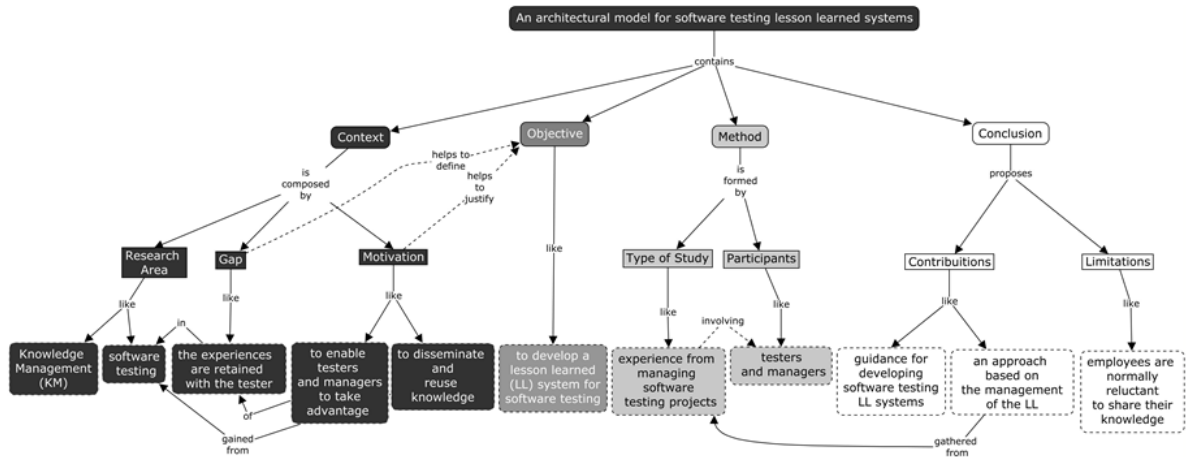 An architectural model for software testing lesson learned systems
contains
Context
Objective
Method
Conclusion
helps to
define
helps
to
justify
is
composed
by
is
formed
by
proposes
Research
Area
Gap
Motivation
like
Type of Study
Participants
Contribuitions
Limitations
like
like
like
like
like
like
like
in
involving
Knowledge
Management
(KM)
software
testing
the experiences
are retained
with the tester
to enable
testers
and managers
to take
advantage
to disseminate
and
reuse
knowledge
to develop a
lesson learned
(LL) system for
software testing
experience from
managing
software
testing projects
testers
and managers
guidance for
developing
software testing
LL systems
an approach
based on
the management
of the LL
employees are
normally
reluctant
to share their
knowledge
of
gained
from
gathered
from